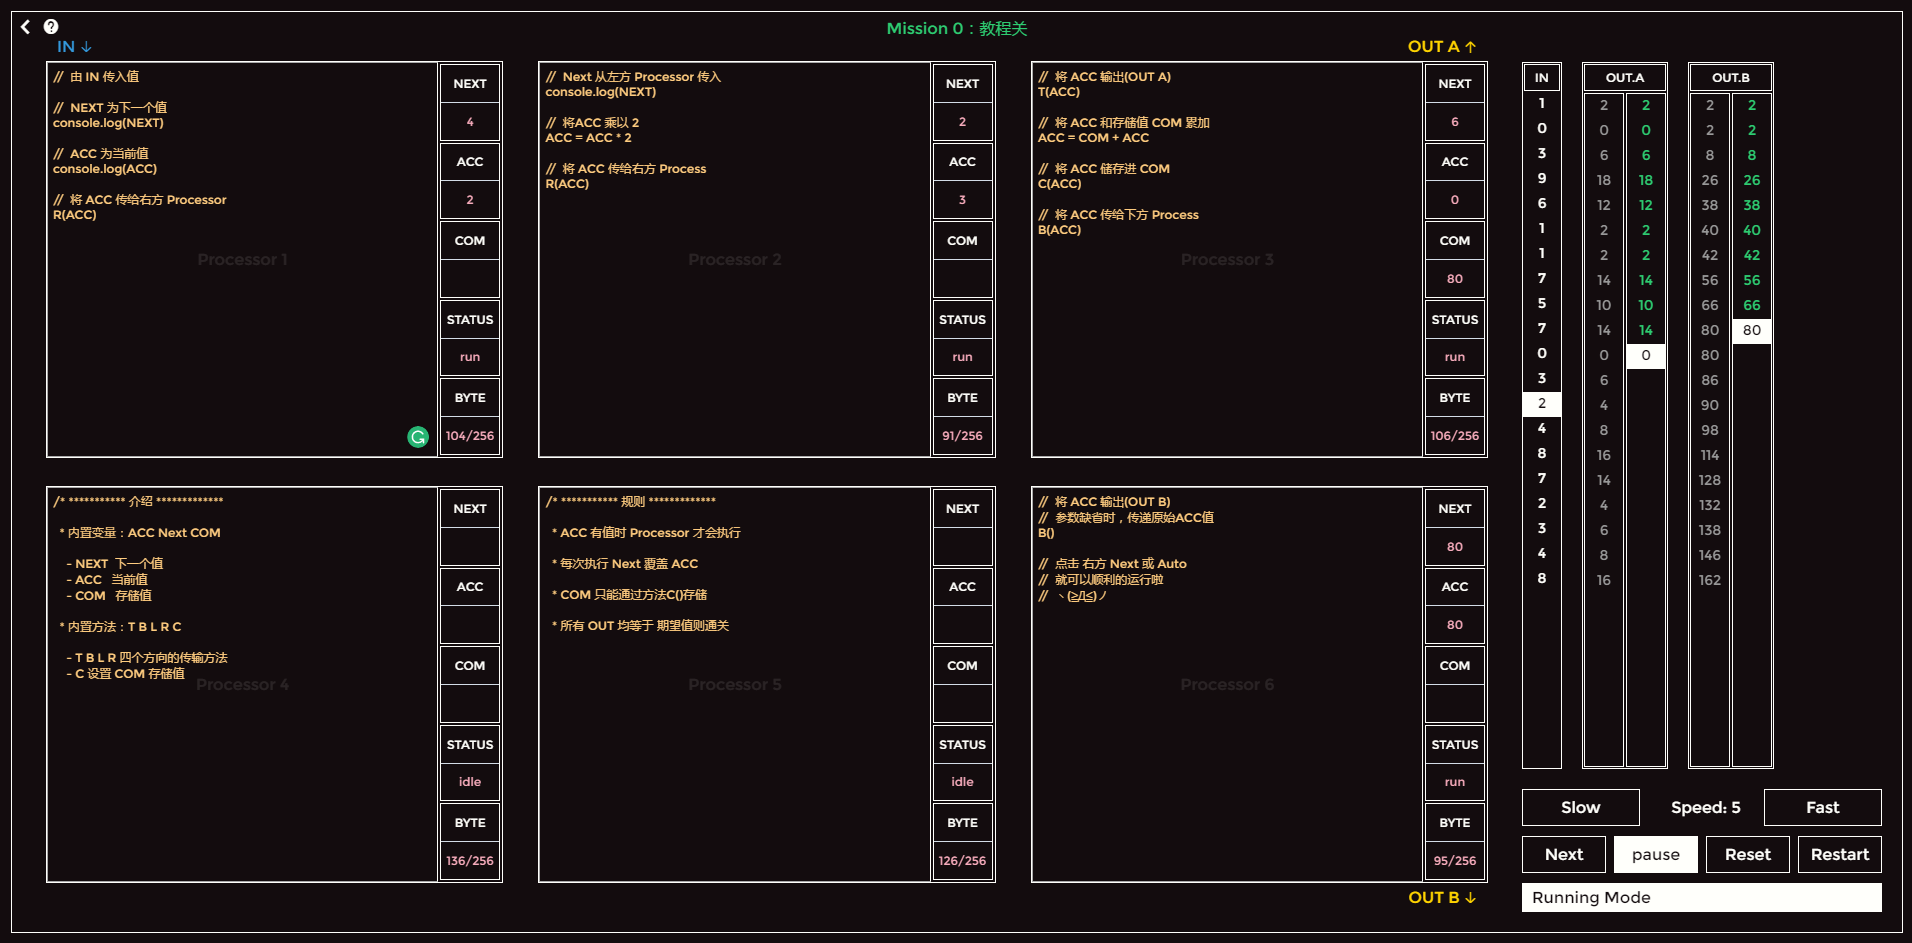 Mission 0：教程关
IN ↓
OUT A ↑
// 由 IN 传入值
// NEXT 为下一个值
console.log(NEXT)
// ACC 为当前值
console.log(ACC)
// 将 ACC 传给右方 Processor
R(ACC)
Processor 1
NEXT
4
ACC
2
COM
STATUS
run
BYTE
104/256
// Next 从左方 Processor 传入
console.log(NEXT)
// 将ACC 乘以 2
ACC = ACC * 2
// 将 ACC 传给右方 Process
R(ACC)
Processor 2
NEXT
2
ACC
3
COM
STATUS
run
BYTE
91/256
// 将 ACC 输出(OUT A)
T(ACC)
// 将 ACC 和存储值 COM 累加
ACC = COM + ACC
// 将 ACC 储存进 COM
C(ACC)
// 将 ACC 传给下方 Process
B(ACC)
Processor 3
NEXT
6
ACC
0
COM
80
STATUS
run
BYTE
106/256
/* *********** 介绍 *************
* 内置变量：ACC Next COM
- NEXT 下一个值
- ACC 当前值
- COM 存储值
* 内置方法：T B L R C
- T B L R 四个方向的传输方法
- C 设置 COM 存储值
Processor 4
NEXT
ACC
COM
STATUS
idle
BYTE
136/256
/* *********** 规则 *************
* ACC 有值时 Processor 才会执行
* 每次执行 Next 覆盖 ACC
* COM 只能通过方法C()存储
* 所有 OUT 均等于 期望值则通关
Processor 5
NEXT
ACC
COM
STATUS
idle
BYTE
126/256
// 将 ACC 输出(OUT B)
// 参数缺省时，传递原始ACC值
B()
// 点击 右方 Next 或 Auto
// 就可以顺利的运行啦
// ヽ(≧Д≦)ノ
Processor 6
NEXT
80
ACC
80
COM
STATUS
run
BYTE
95/256
OUT B ↓
IN OUT.A OUT.B
1 2 2 2 2
0 0 0 2 2
3 6 6 8 8
9 18 18 26 26
6 12 12 38 38
1 2 2 40 40
1 2 2 42 42
7 14 14 56 56
5 10 10 66 66
7 14 14 80 80
0 0 0 80
3 6 86
2 4 90
4 8 98
8 16 114
7 14 128
2 4 132
3 6 138
4 8 146
8 16 162
Slow Speed: 5 Fast
Next pause Reset Restart
Running Mode